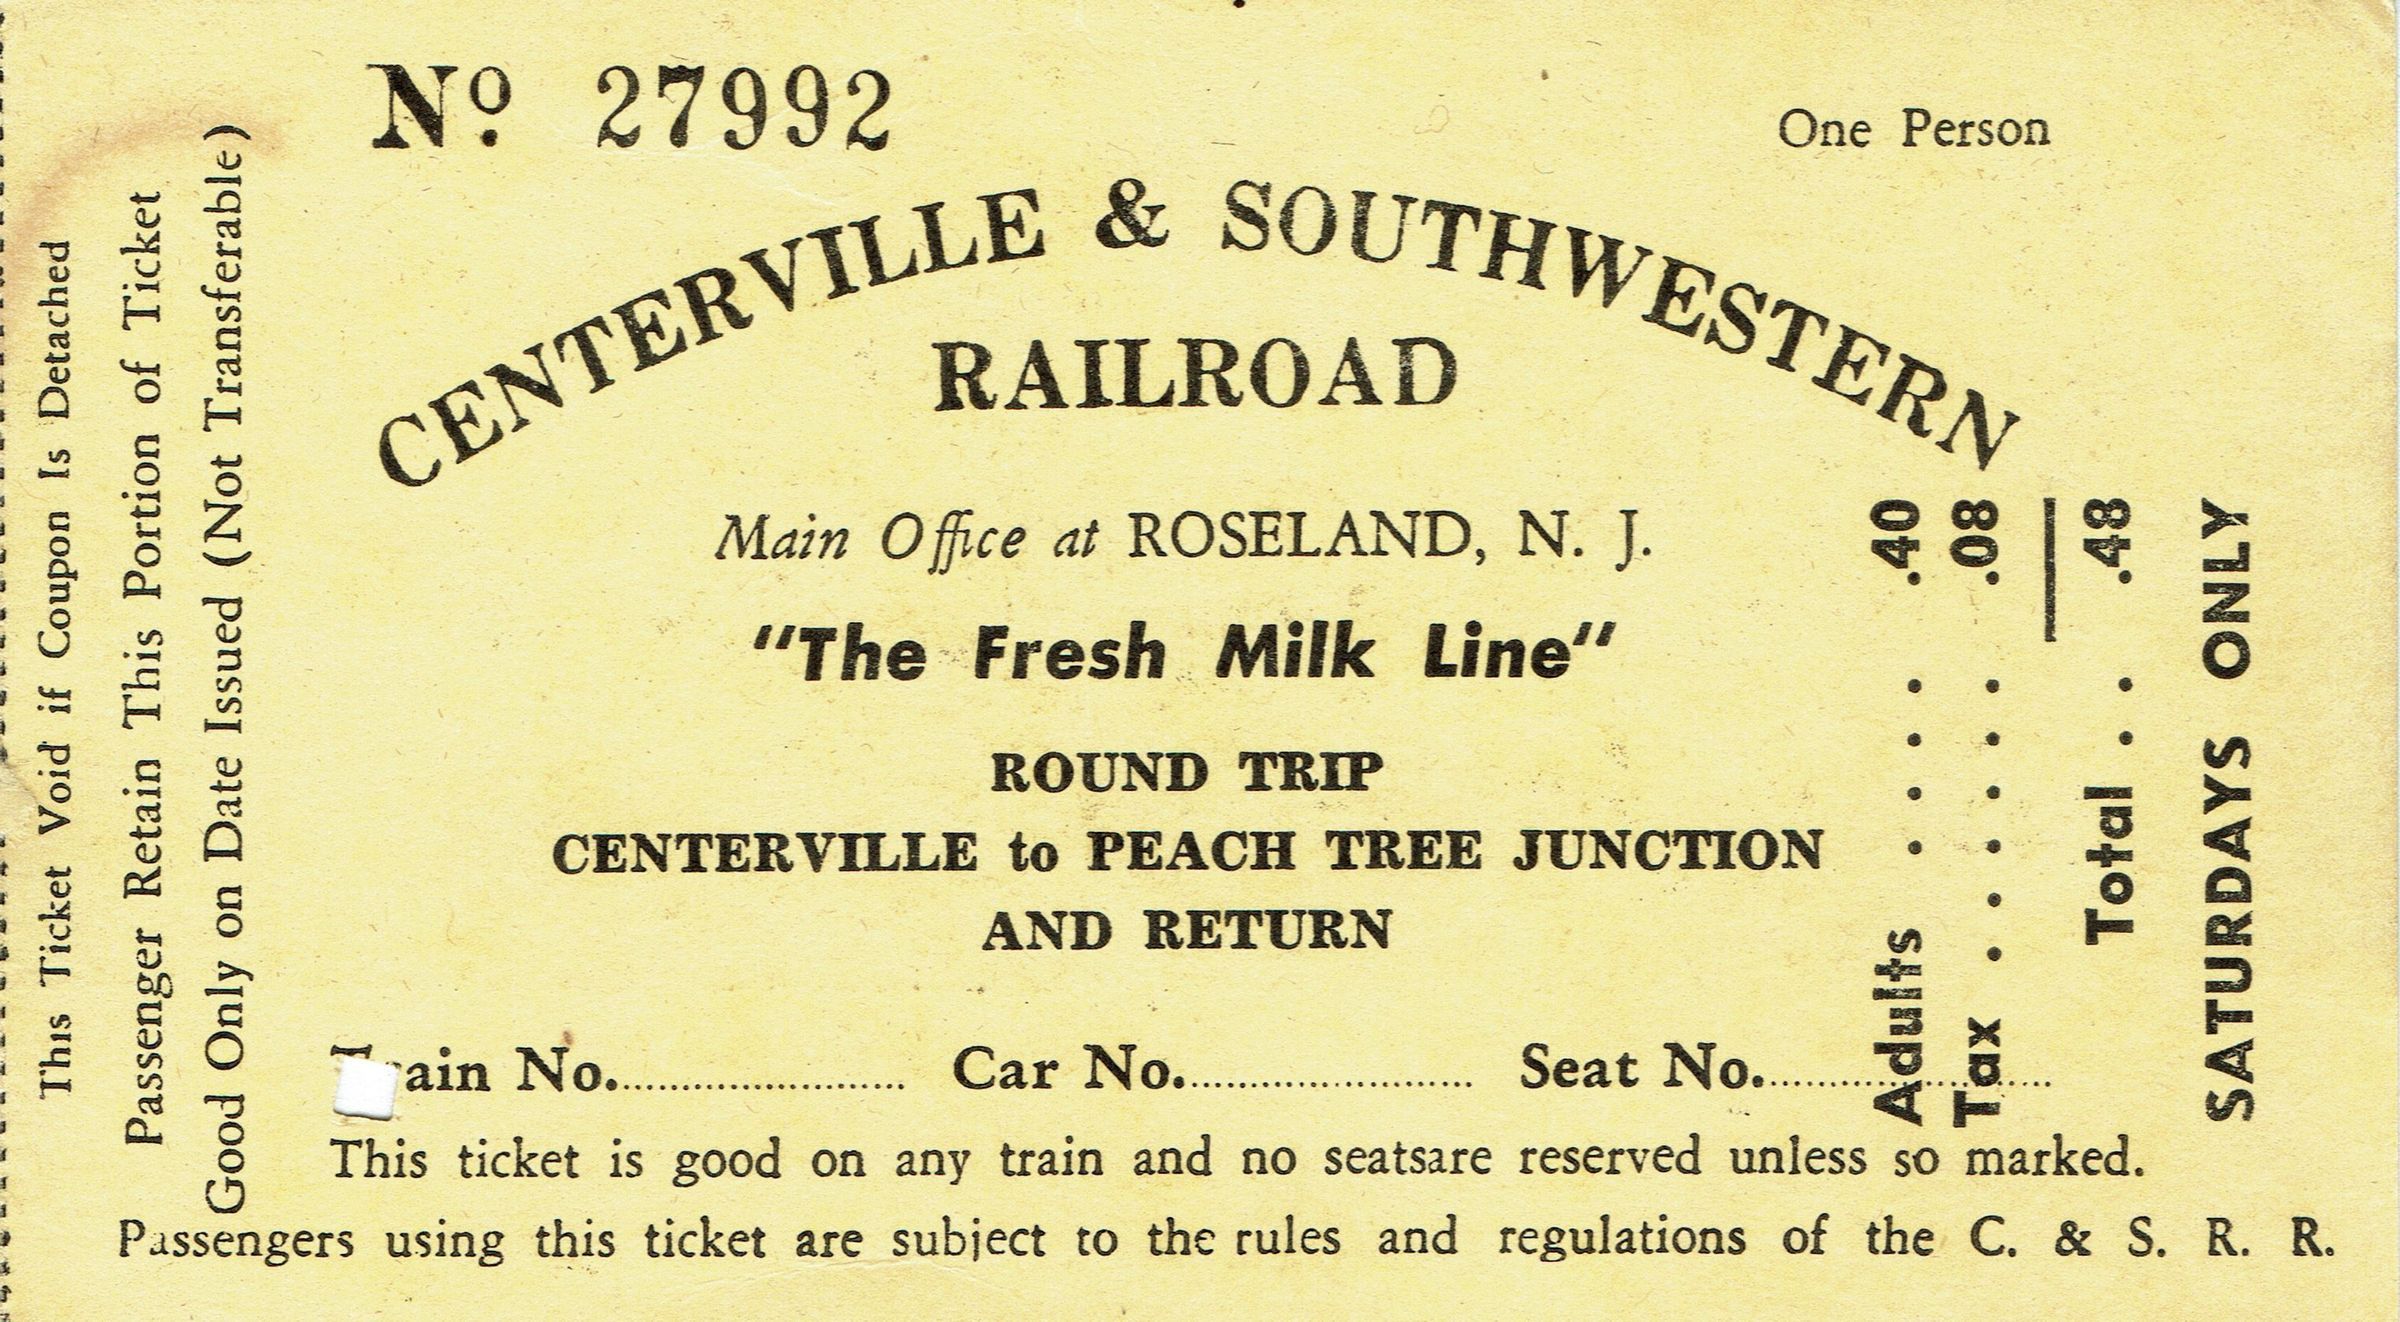 This Ticket Void if Coupon Is Detached
Passenger Retain This Portion of Ticket
Good Only on Date Issued (Not Transferable)
No. 27992
One Person
CENTERVILLE & SOUTHWESTERN
RAILROAD
Main Office at ROSELAND, N. J.
"The Fresh Milk Line"
ROUND TRIP
CENTERVILLE to PEACH TREE JUNCTION
AND RETURN
Train No. Car No. Seat No.
This ticket is good on any train and no seatsare reserved unless so marked.
Passengers using this ticket are subject to the rules and regulations of the C. & S. R. R.
Adults . . . . .40
Tax . . . . . . .08
Total . . .48
SATURDAYS ONLY